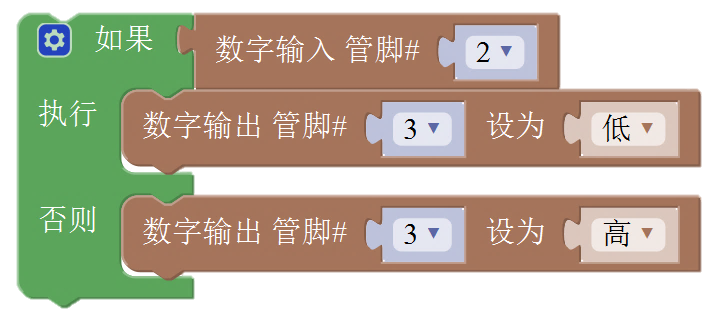 如果 数字输入 管脚# 2
执行 数字输出 管脚# 3 设为 低
否则 数字输出 管脚# 3 设为 高